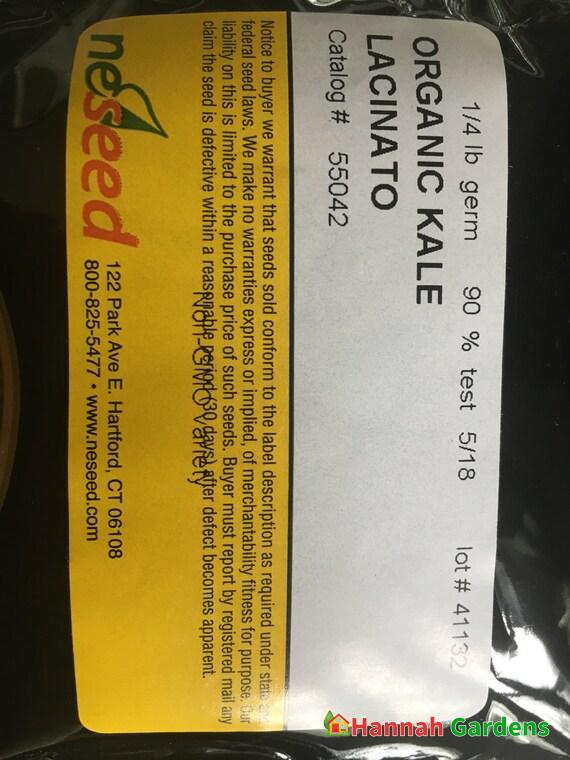 1/4 lb germ 90 % test 5/18 lot # 41132
ORGANIC KALE
LACINATO
Catalog # 55042
Notice to buyer we warrant that seeds sold conform to the label description as required under state
federal seed laws. We make no warranties express or implied, of merchantability fitness for purpose. Our
liability on this is limited to the purchase price of such seeds. Buyer must report by registered mail any
claim the seed is defective within a reasonable period (30 days) after defect becomes apparent.
Non-GMO Variety
neseed
122 Park Ave E. Hartford, CT 06108
800-825-5477 • www.neseed.com
Hannah Gardens